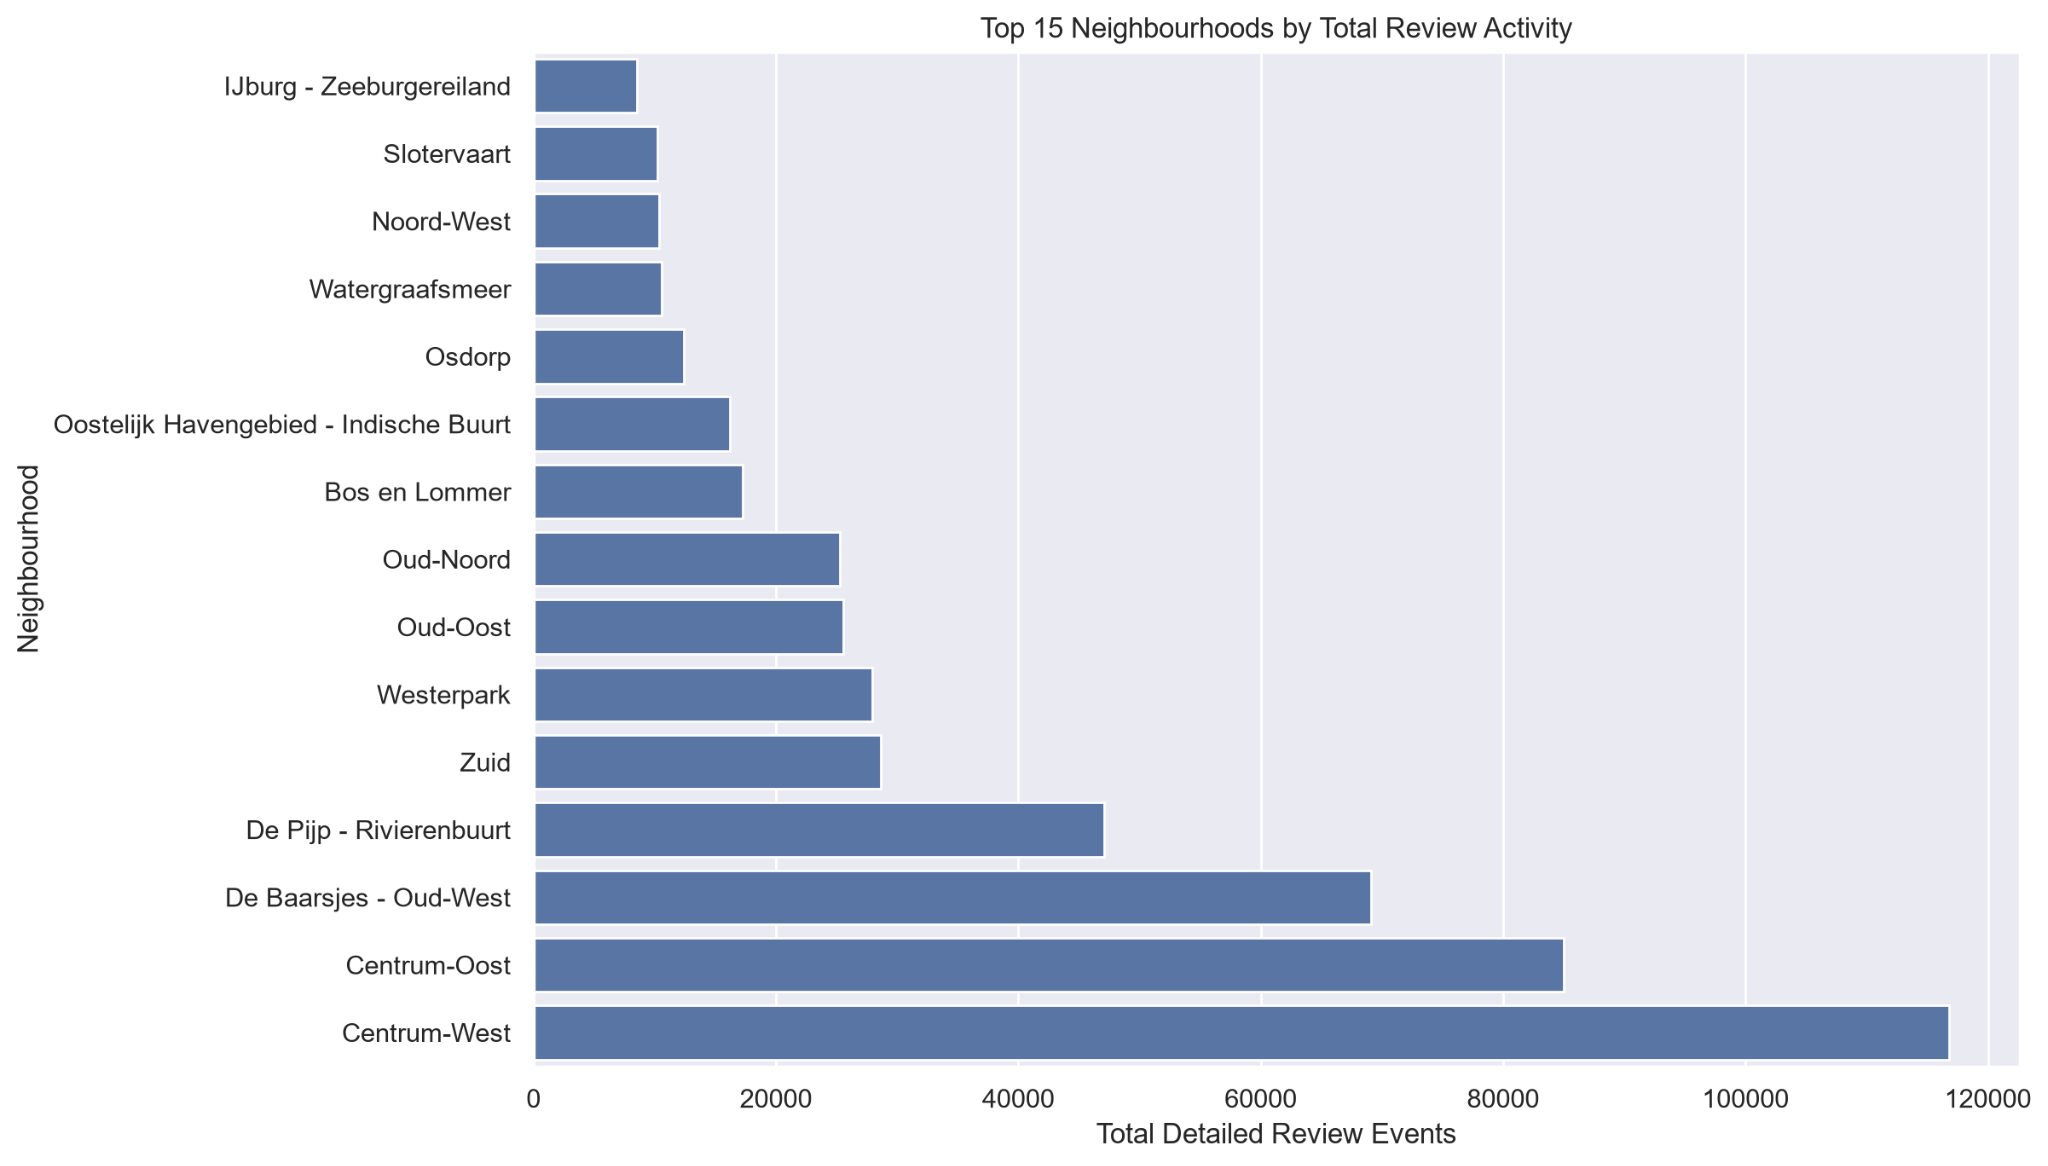 Top 15 Neighbourhoods by Total Review Activity
Neighbourhood
IJburg - Zeeburgereiland
Slotervaart
Noord-West
Watergraafsmeer
Osdorp
Oostelijk Havengebied - Indische Buurt
Bos en Lommer
Oud-Noord
Oud-Oost
Westerpark
Zuid
De Pijp - Rivierenbuurt
De Baarsjes - Oud-West
Centrum-Oost
Centrum-West
0 20000 40000 60000 80000 100000 120000
Total Detailed Review Events